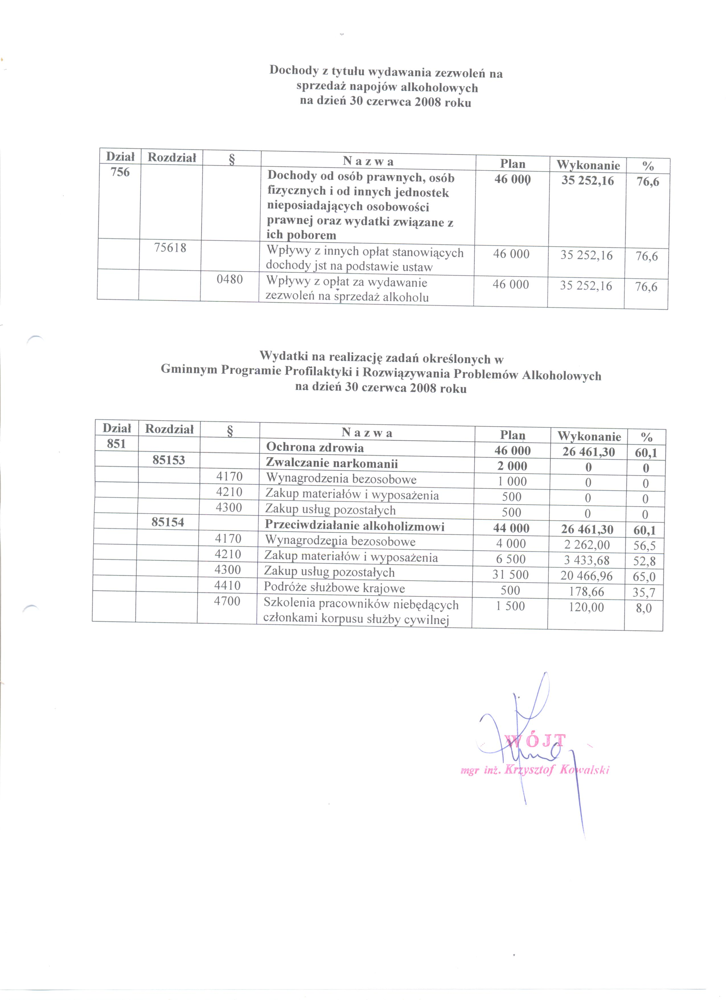 Dochody z tytułu wydawania zezwoleń na
sprzedaż napojów alkoholowych
na dzień 30 czerwca 2008 roku
Dział Rozdział § N a z w a Plan Wykonanie %
756 Dochody od osób prawnych, osób 46 000 35 252,16 76,6
fizycznych i od innych jednostek
nieposiadających osobowości
prawnej oraz wydatki związane z
ich poborem
75618 Wpływy z innych opłat stanowiących 46 000 35 252,16 76,6
dochody jst na podstawie ustaw
0480 Wpływy z opłat za wydawanie 46 000 35 252,16 76,6
zezwoleń na sprzedaż alkoholu
Wydatki na realizację zadań określonych w
Gminnym Programie Profilaktyki i Rozwiązywania Problemów Alkoholowych
na dzień 30 czerwca 2008 roku
Dział Rozdział § N a z w a Plan Wykonanie %
851 Ochrona zdrowia 46 000 26 461,30 60,1
85153 Zwalczanie narkomanii 2 000 0 0
4170 Wynagrodzenia bezosobowe 1 000 0 0
4210 Zakup materiałów i wyposażenia 500 0 0
4300 Zakup usług pozostałych 500 0 0
85154 Przeciwdziałanie alkoholizmowi 44 000 26 461,30 60,1
4170 Wynagrodzenia bezosobowe 4 000 2 262,00 56,5
4210 Zakup materiałów i wyposażenia 6 500 3 433,68 52,8
4300 Zakup usług pozostałych 31 500 20 466,96 65,0
4410 Podróże służbowe krajowe 500 178,66 35,7
4700 Szkolenia pracowników niebędących 1 500 120,00 8,0
członkami korpusu służby cywilnej
WÓJT
mgr inż. Krzysztof Kowalski